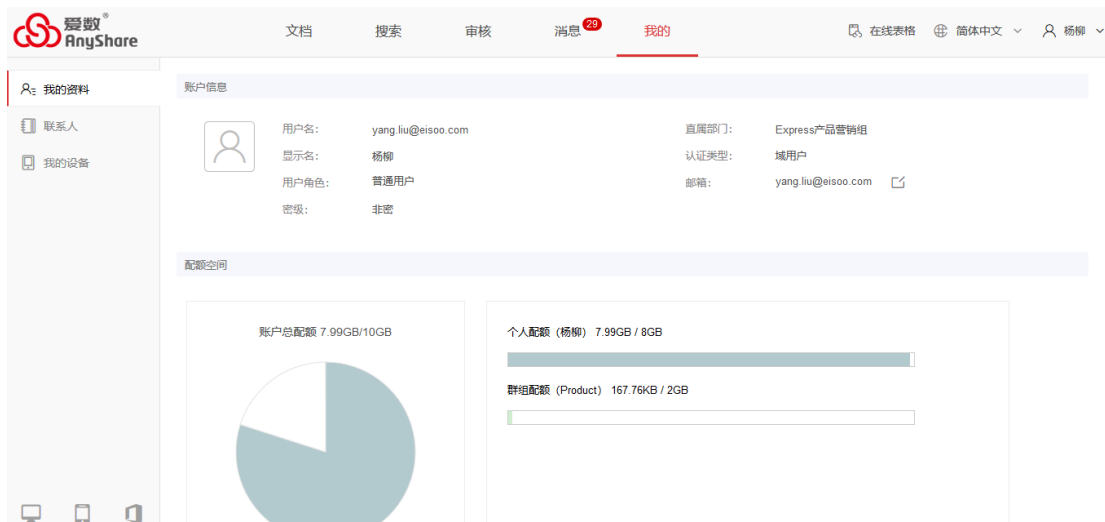 爱数®
AnyShare
文档 搜索 审核 消息 29 我的 在线表格 简体中文 杨柳
我的资料
联系人
我的设备
账户信息
用户名: yang.liu@eisoo.com 直属部门: Express产品营销组
显示名: 杨柳 认证类型: 域用户
用户角色: 普通用户 邮箱: yang.liu@eisoo.com
密级: 非密
配额空间
账户总配额 7.99GB/10GB
个人配额（杨柳） 7.99GB / 8GB
群组配额（Product） 167.76KB / 2GB